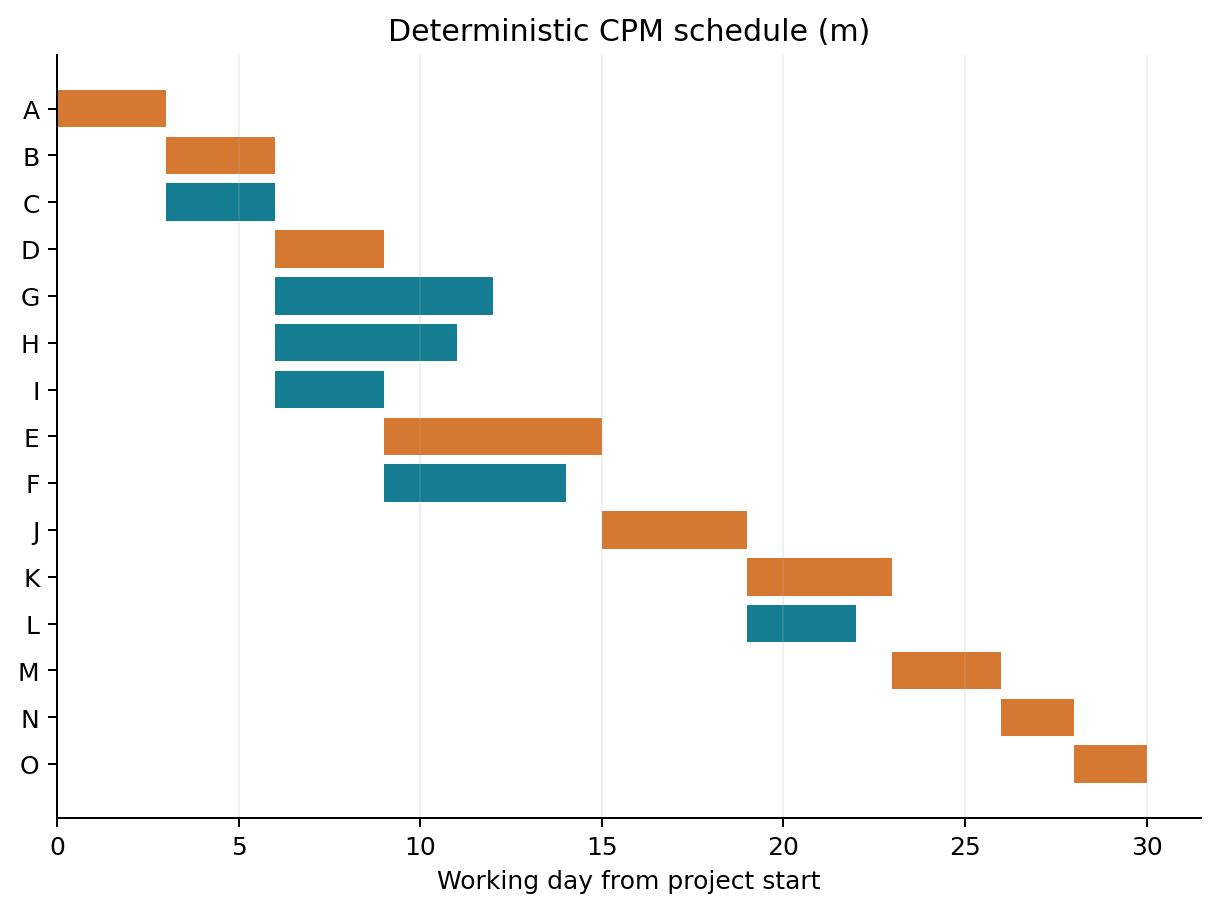 Deterministic CPM schedule (m)
A
B
C
D
G
H
I
E
F
J
K
L
M
N
O
0 5 10 15 20 25 30
Working day from project start